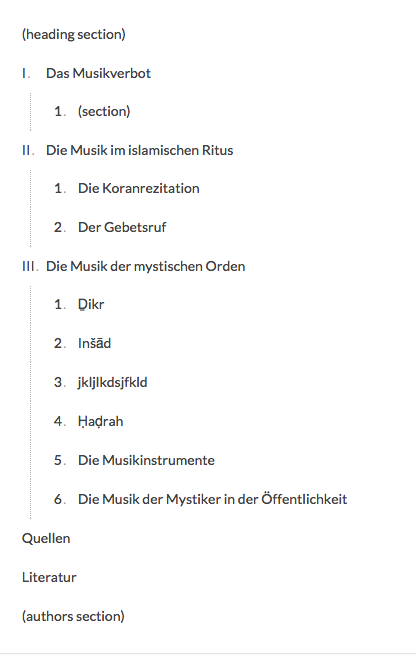 (heading section)
I. Das Musikverbot
1. (section)
II. Die Musik im islamischen Ritus
1. Die Koranrezitation
2. Der Gebetsruf
III. Die Musik der mystischen Orden
1. Ḏikr
2. Inšād
3. jkljlkdsjfkld
4. Ḥaḍrah
5. Die Musikinstrumente
6. Die Musik der Mystiker in der Öffentlichkeit
Quellen
Literatur
(authors section)